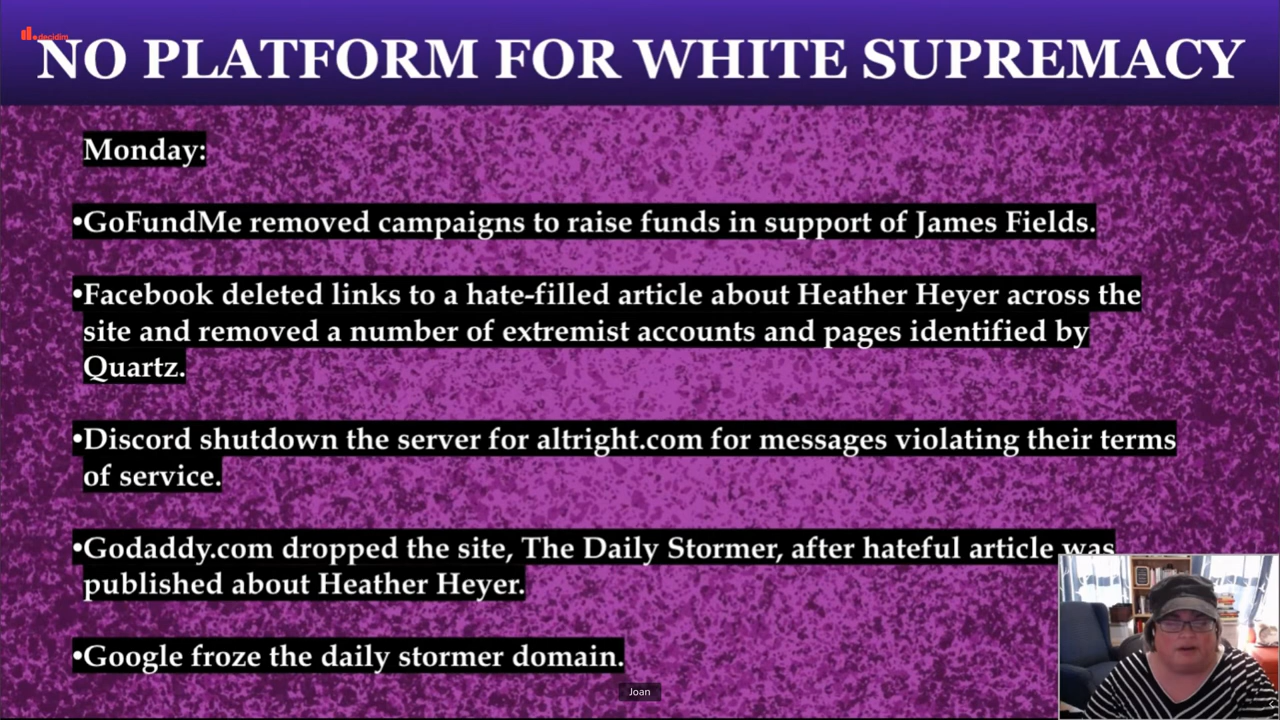 decidim
NO PLATFORM FOR WHITE SUPREMACY
Monday:
•GoFundMe removed campaigns to raise funds in support of James Fields.
•Facebook deleted links to a hate-filled article about Heather Heyer across the
site and removed a number of extremist accounts and pages identified by
Quartz.
•Discord shutdown the server for altright.com for messages violating their terms
of service.
•Godaddy.com dropped the site, The Daily Stormer, after hateful article was
published about Heather Heyer.
•Google froze the daily stormer domain.
Joan